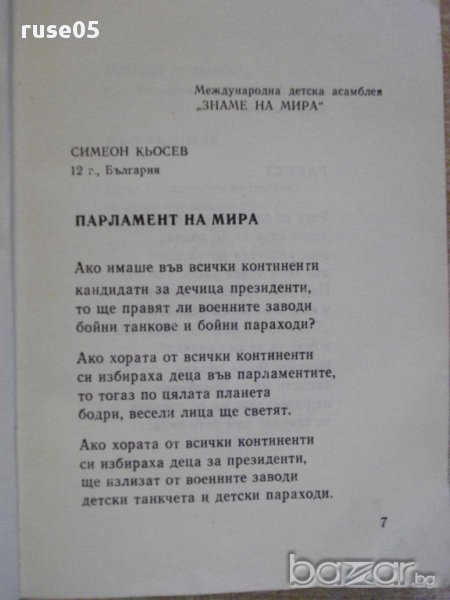 ruse05
Международна детска асамблея
„ЗНАМЕ НА МИРА“
СИМЕОН КЬОСЕВ
12 г., България
ПАРЛАМЕНТ НА МИРА
Ако имаше във всички континенги
кандидати за дечица президенти,
то ще правят ли военните заводи
бойни танкове и бойни параходи?
Ако хората от всички континенти
си избираха деца във парламентите,
то тогаз по цялата планета
бодри, весели лица ще светят.
Ако хората от всички континенти
си избираха деца за президенти,
ще излизат от военните заводи
детски танкчета и детски параходи.
7
bazar.bg